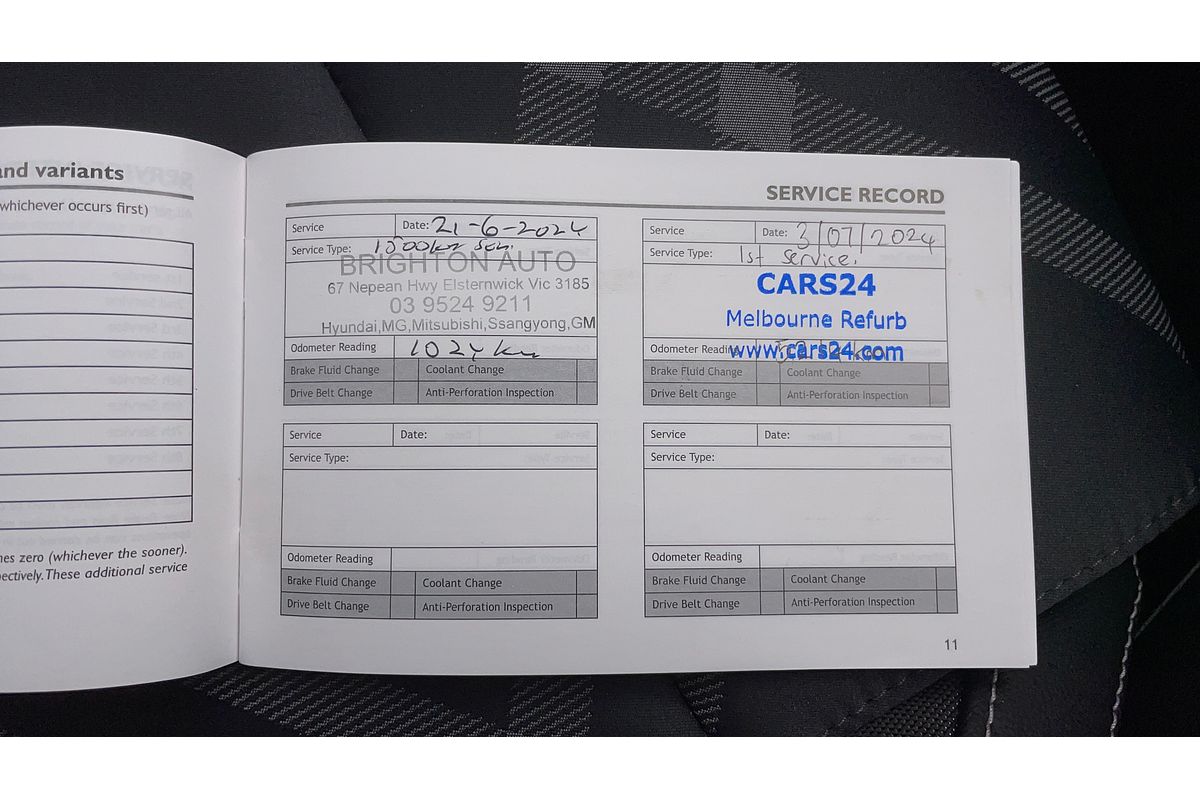 and variants
whichever occurs first)
nes zero (whichever the sooner).
ectively. These additional service
SERVICE RECORD
Service Date: 21-6-2024
Service Type: 1500km
BRIGHTON AUTO
67 Nepean Hwy Elsternwick Vic 3185
03 9524 9211
Hyundai,MG,Mitsubishi,Ssangyong,GM
Odometer Reading 1024 km
Brake Fluid Change Coolant Change
Drive Belt Change Anti-Perforation Inspection
Service Date: 3/07/2024
Service Type: 1st service.
CARS24
Melbourne Refurb
www.cars24.com
Odometer Reading
Brake Fluid Change Coolant Change
Drive Belt Change Anti-Perforation Inspection
Service Date:
Service Type:
Odometer Reading
Brake Fluid Change Coolant Change
Drive Belt Change Anti-Perforation Inspection
Service Date:
Service Type:
Odometer Reading
Brake Fluid Change Coolant Change
Drive Belt Change Anti-Perforation Inspection
11